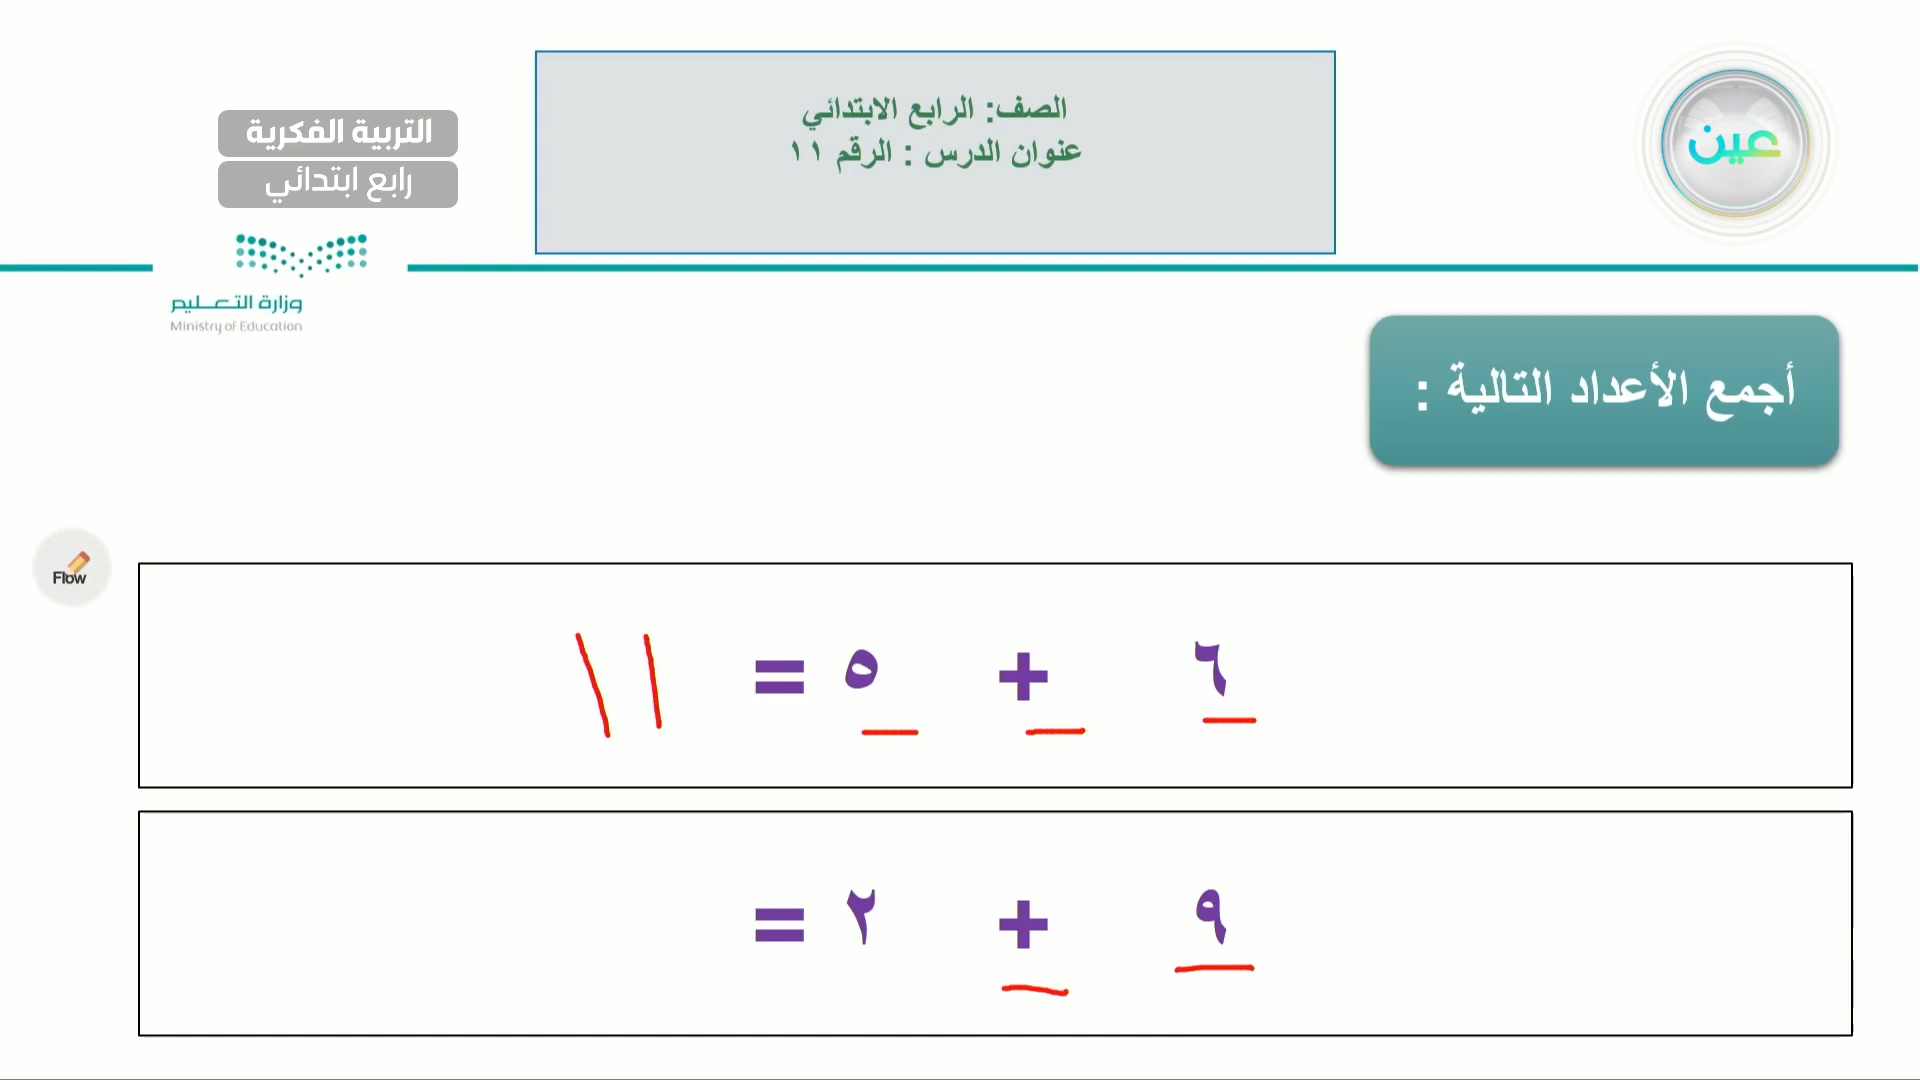 الصف: الرابع الابتدائي
عنوان الدرس : الرقم ١١
عين
التربية الفكرية
رابع ابتدائي
وزارة التعليم
Ministry of Education
أجمع الأعداد التالية :
Flow
٦ + ٥ = ١١
٩ + ٢ =